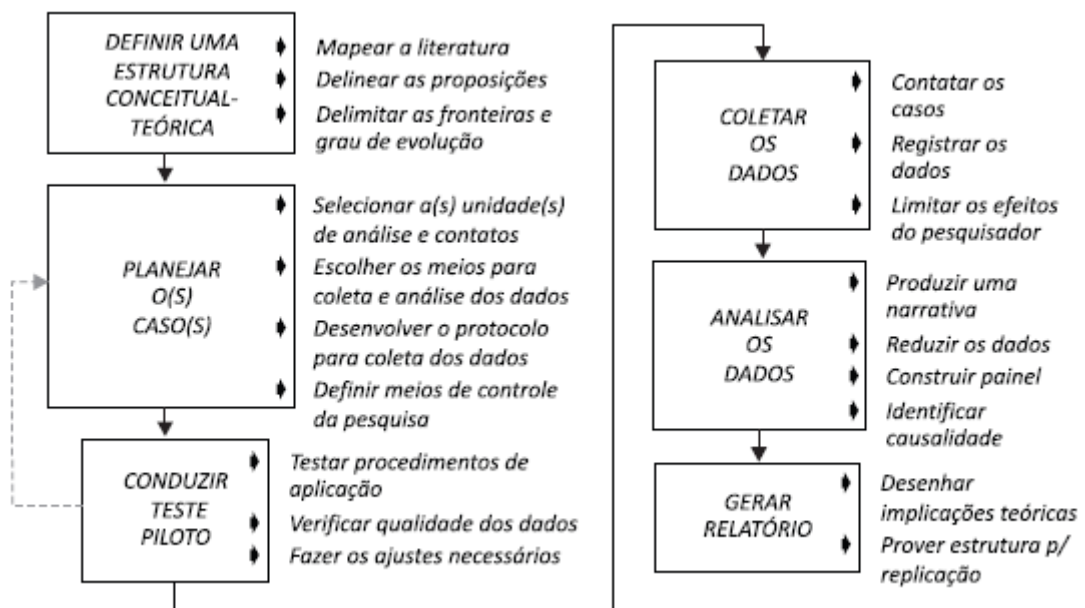 DEFINIR UMA
ESTRUTURA
CONCEITUAL-
TEÓRICA
Mapear a literatura
Delinear as proposições
Delimitar as fronteiras e
grau de evolução
PLANEJAR
O(S)
CASO(S)
Selecionar a(s) unidade(s)
de análise e contatos
Escolher os meios para
coleta e análise dos dados
Desenvolver o protocolo
para coleta dos dados
Definir meios de controle
da pesquisa
CONDUZIR
TESTE
PILOTO
Testar procedimentos de
aplicação
Verificar qualidade dos dados
Fazer os ajustes necessários
COLETAR
OS
DADOS
Contatar os
casos
Registrar os
dados
Limitar os efeitos
do pesquisador
ANALISAR
OS
DADOS
Produzir uma
narrativa
Reduzir os dados
Construir painel
Identificar
causalidade
GERAR
RELATÓRIO
Desenhar
implicações teóricas
Prover estrutura p/
replicação